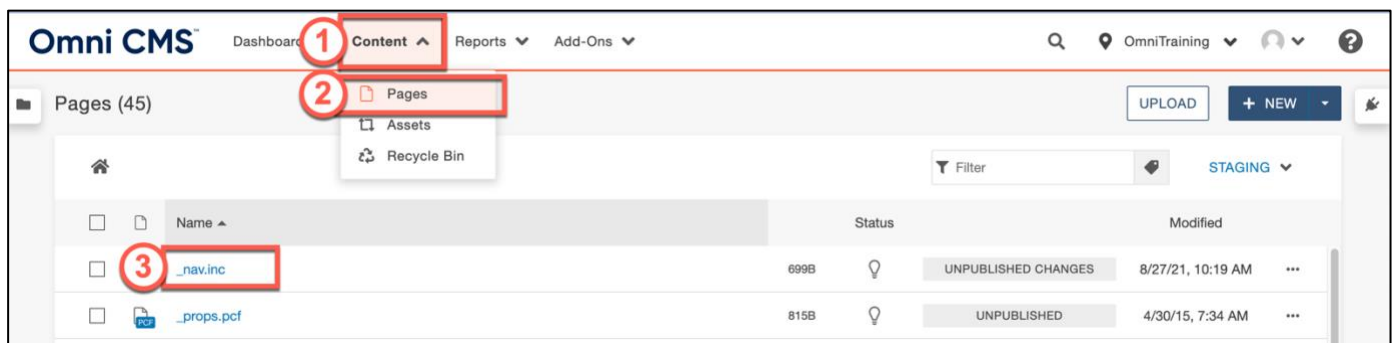 Omni CMS™ Dashboard 1 Content Reports Add-Ons OmniTraining
Pages (45) 2 Pages UPLOAD + NEW
Assets
Recycle Bin Filter STAGING
Name Status Modified
3 _nav.inc 699B UNPUBLISHED CHANGES 8/27/21, 10:19 AM ...
PCF _props.pcf 815B UNPUBLISHED 4/30/15, 7:34 AM ...